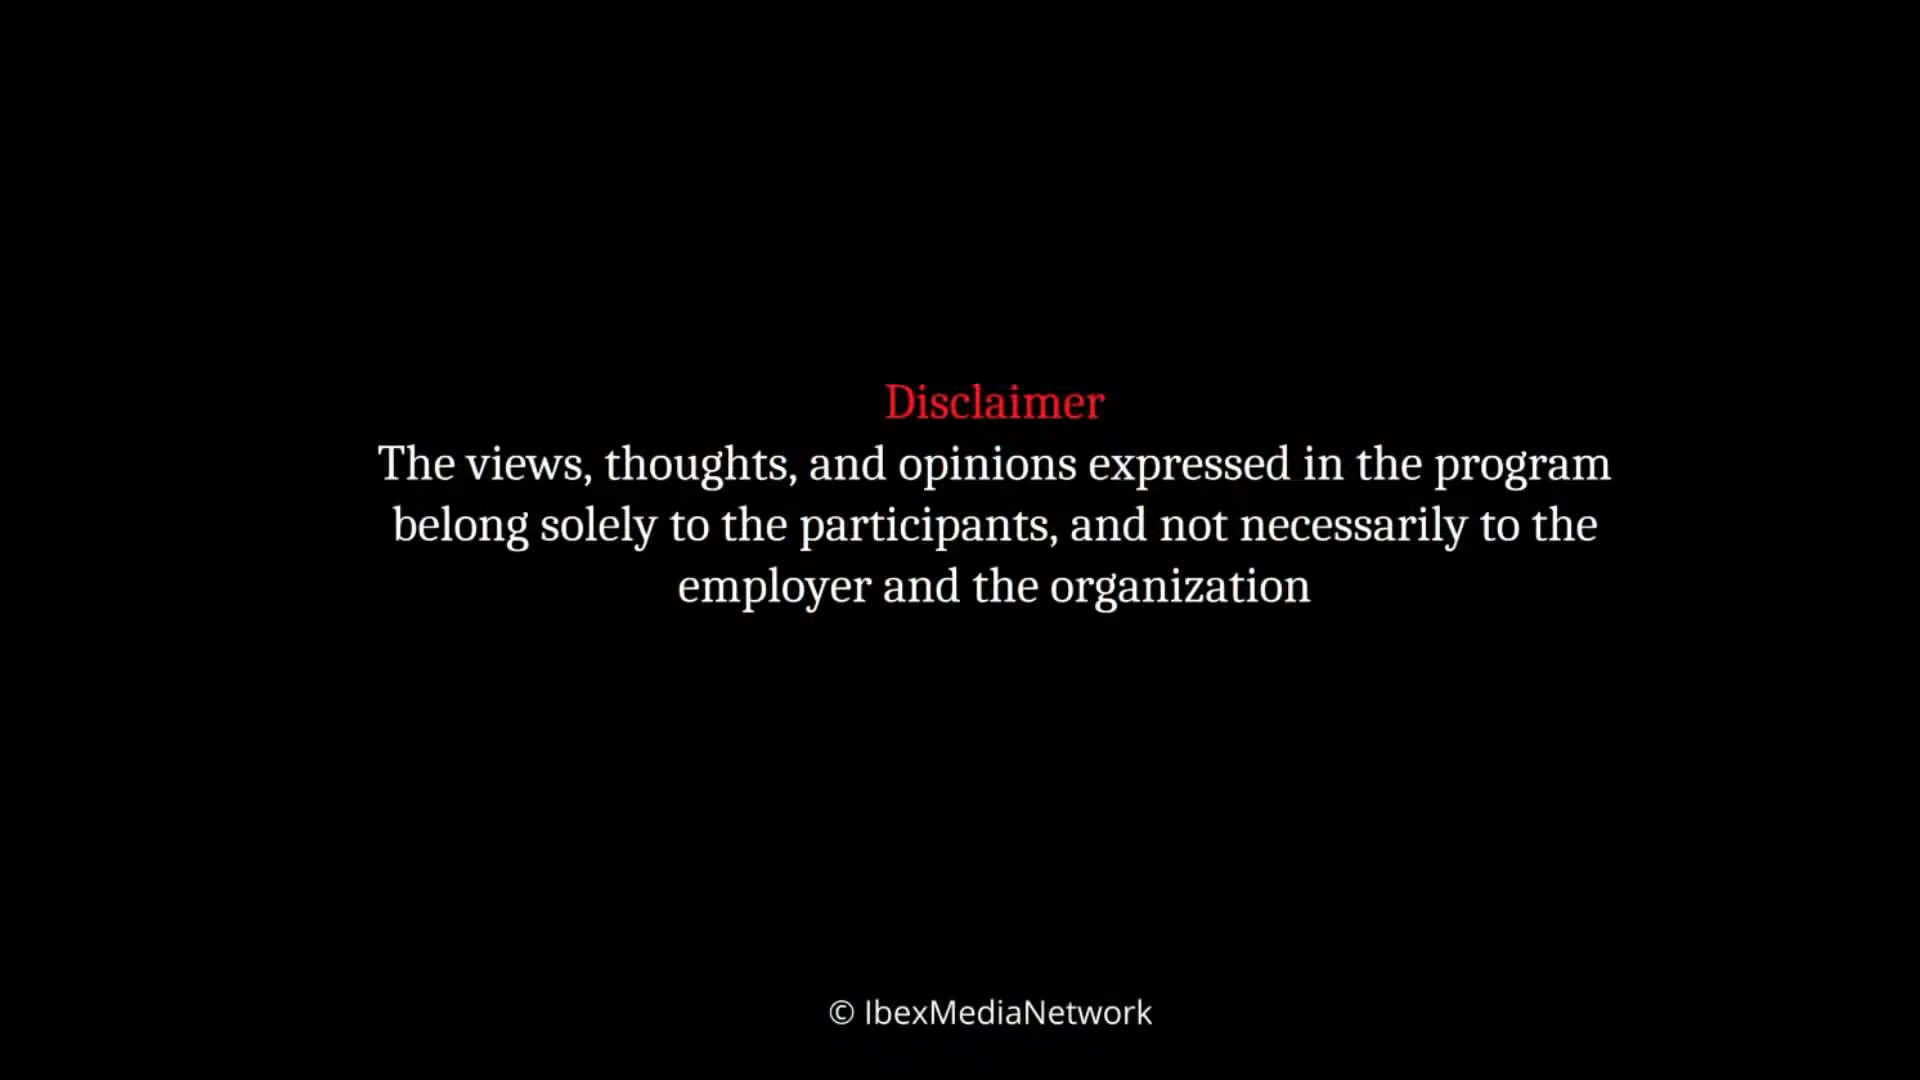 Disclaimer
The views, thoughts, and opinions expressed in the program
belong solely to the participants, and not necessarily to the
employer and the organization
© IbexMediaNetwork